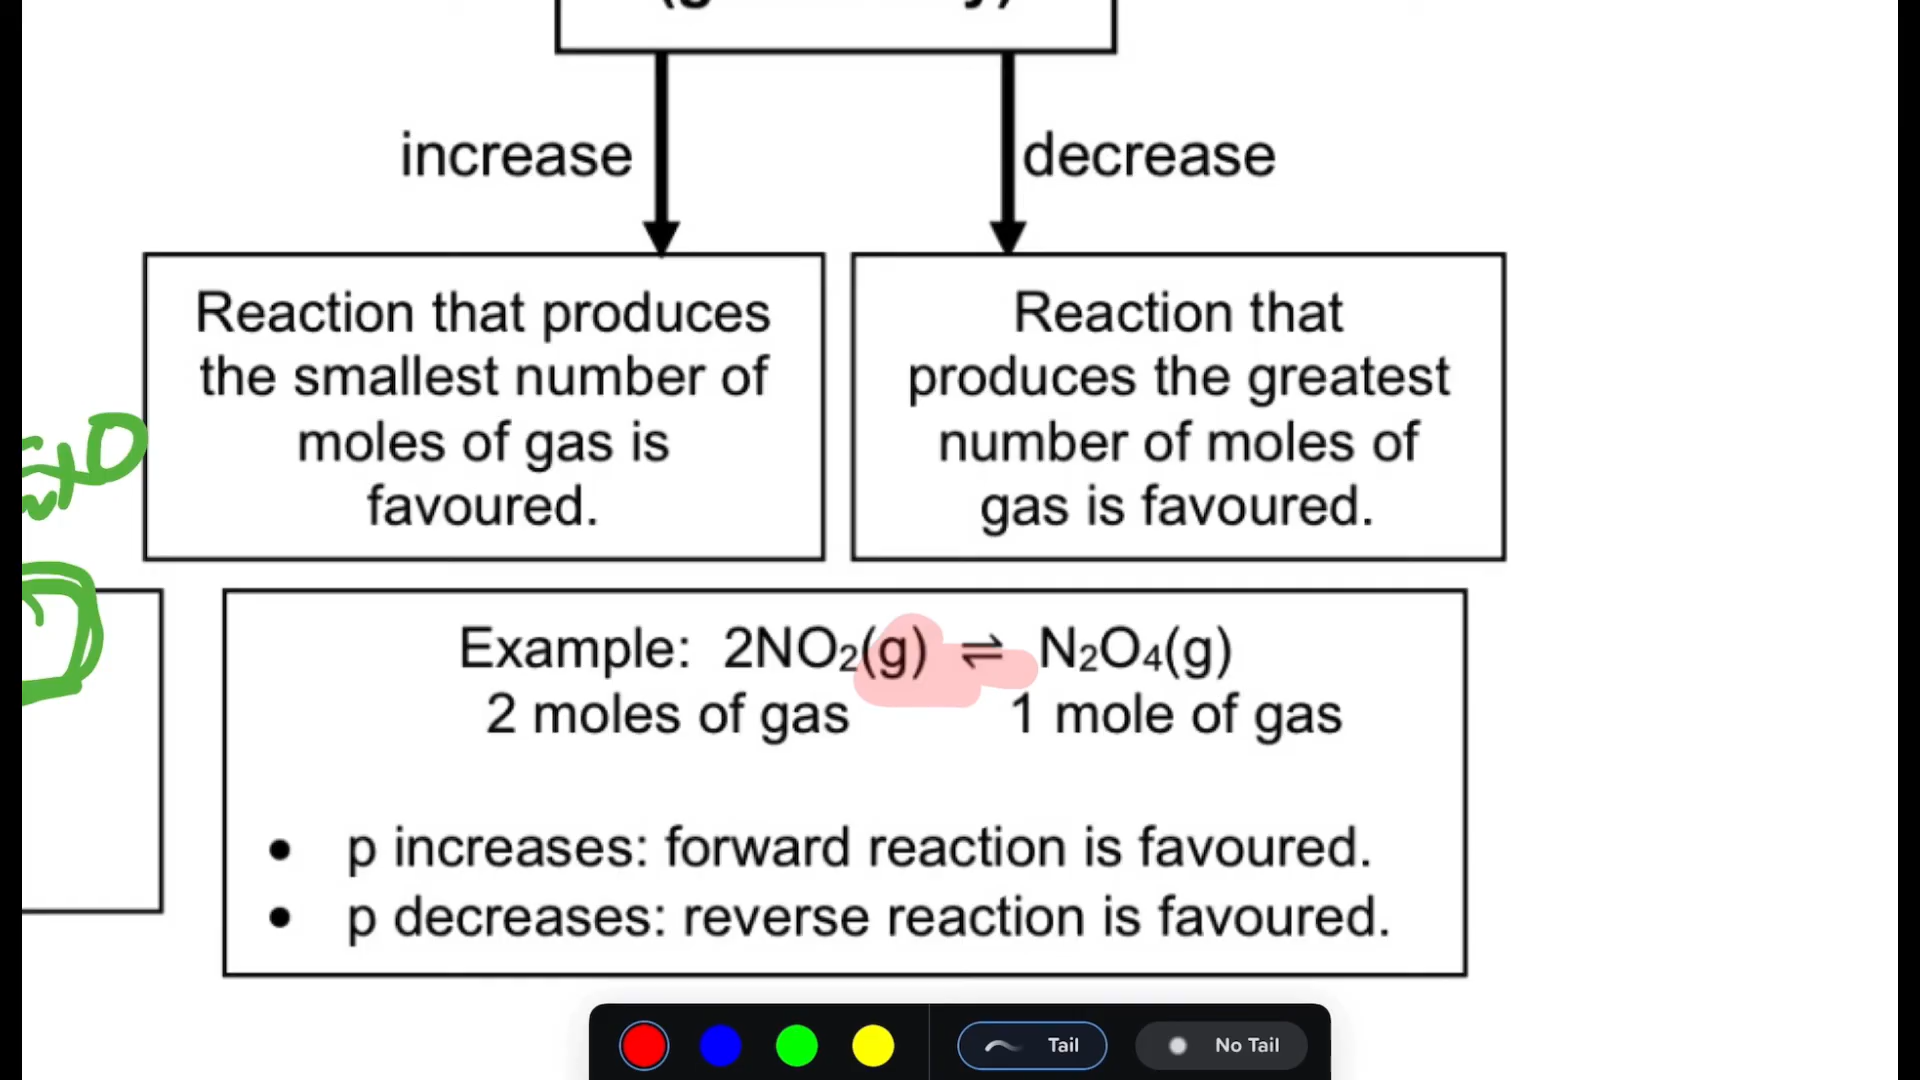 increase
decrease
Reaction that produces
the smallest number of
moles of gas is
favoured.
Reaction that
produces the greatest
number of moles of
gas is favoured.
Example: 2NO₂(g) ⇌ N₂O₄(g)
2 moles of gas 1 mole of gas
• p increases: forward reaction is favoured.
• p decreases: reverse reaction is favoured.
Tail
No Tail